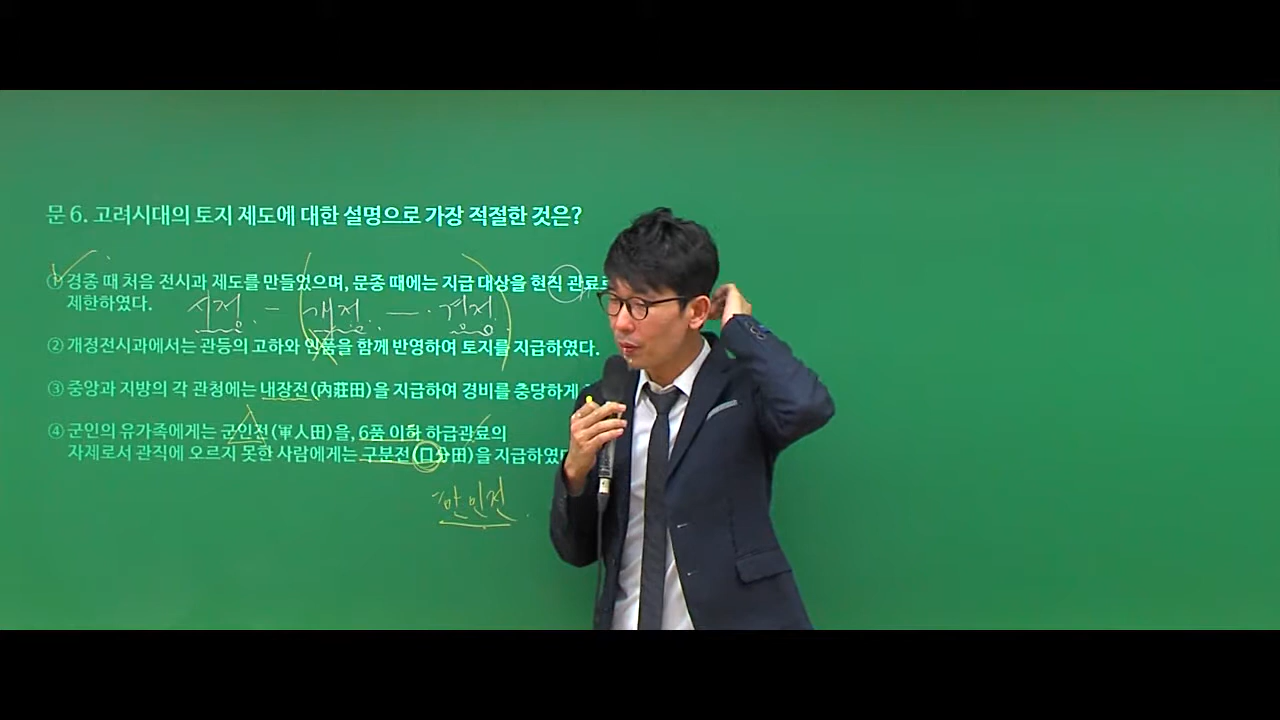 문 6. 고려시대의 토지 제도에 대한 설명으로 가장 적절한 것은?
① 경종 때 처음 전시과 제도를 만들었으며, 문종 때에는 지급 대상을 현직 관료로
제한하였다.
시정 - 개정 - 경정
② 개정전시과에서는 관등의 고하와 인품을 함께 반영하여 토지를 지급하였다.
③ 중앙과 지방의 각 관청에는 내장전(內莊田)을 지급하여 경비를 충당하게
④ 군인의 유가족에게는 군인전(軍人田)을, 6품 이하 하급관료의
자제로서 관직에 오르지 못한 사람에게는 구분전(口分田)을 지급하였
한인전